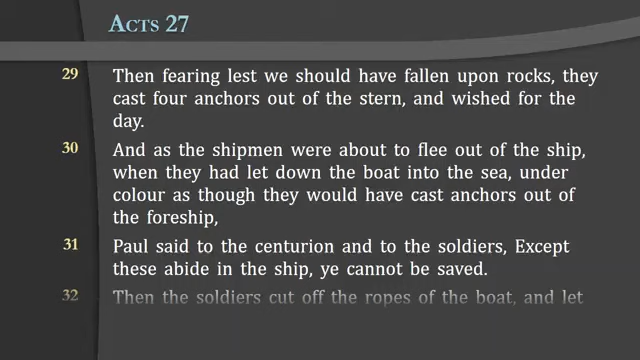 Acts 27
29 Then fearing lest we should have fallen upon rocks, they
cast four anchors out of the stern, and wished for the
day.
30 And as the shipmen were about to flee out of the ship,
when they had let down the boat into the sea, under
colour as though they would have cast anchors out of
the foreship,
31 Paul said to the centurion and to the soldiers, Except
these abide in the ship, ye cannot be saved.
32 Then the soldiers cut off the ropes of the boat, and let